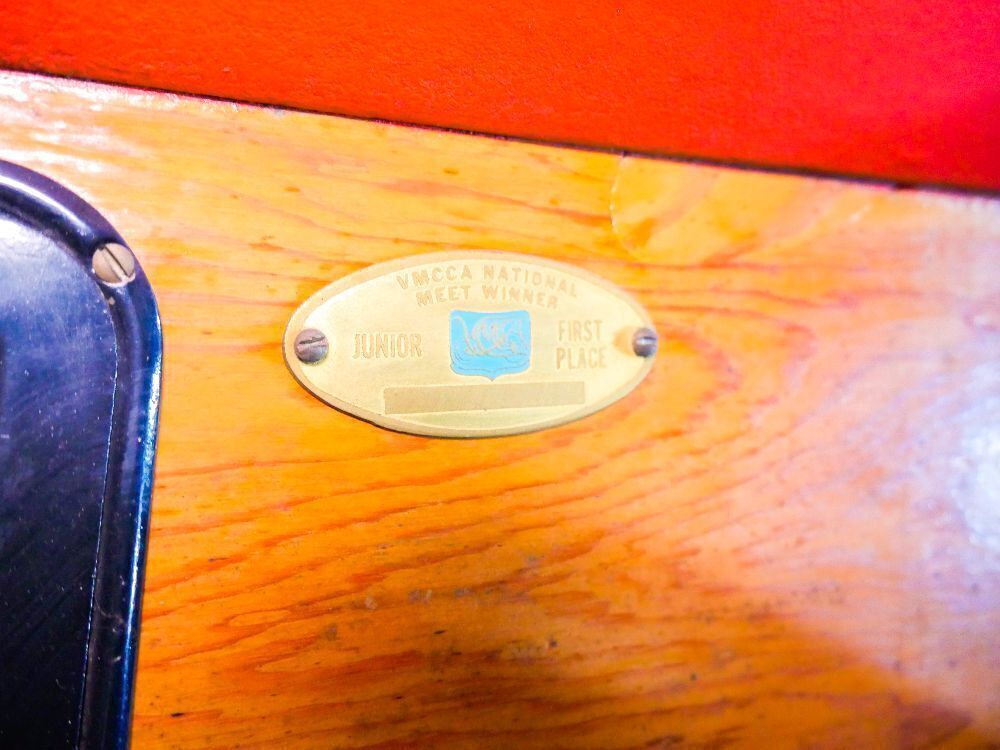 VMCCA NATIONAL
MEET WINNER
JUNIOR
FIRST
PLACE